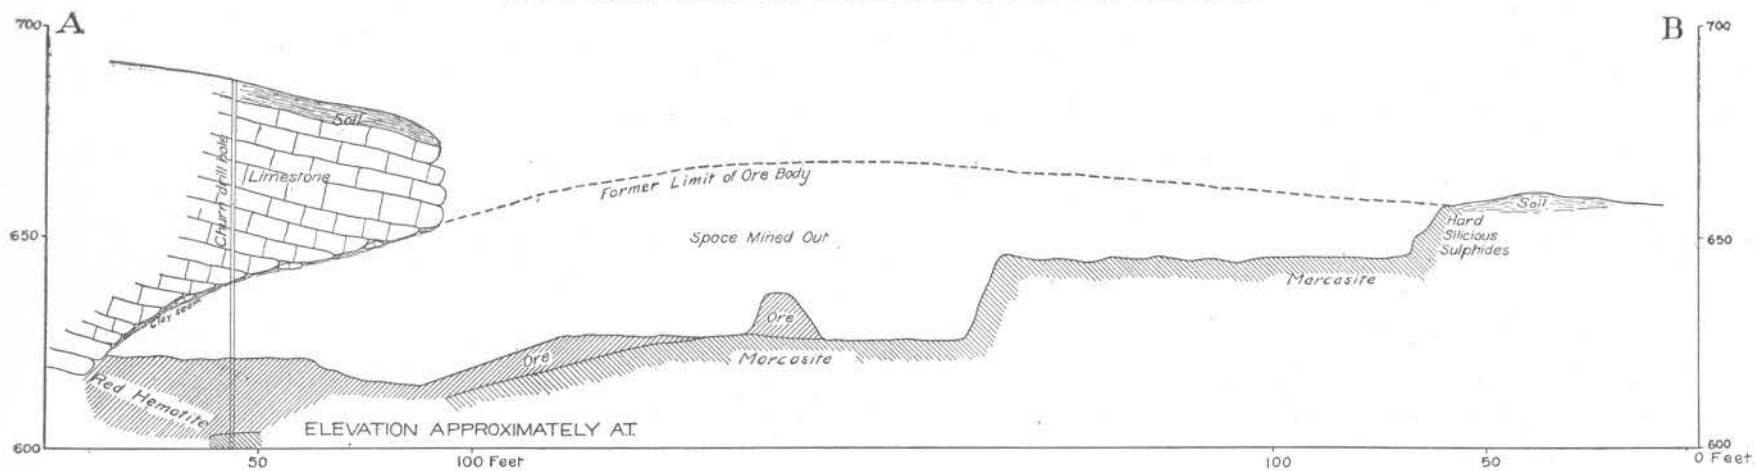 700
A
B
700
Soil
Churn drill hole
Limestone
Former Limit of Ore Body
Soil
650
Space Mined Out
Hard
Silicious
Sulphides
650
Marcasite
Clay seam
Ore
Ore
Marcasite
Red Hematite
ELEVATION APPROXIMATELY AT
600
600
50
100 Feet
100
50
0 Feet